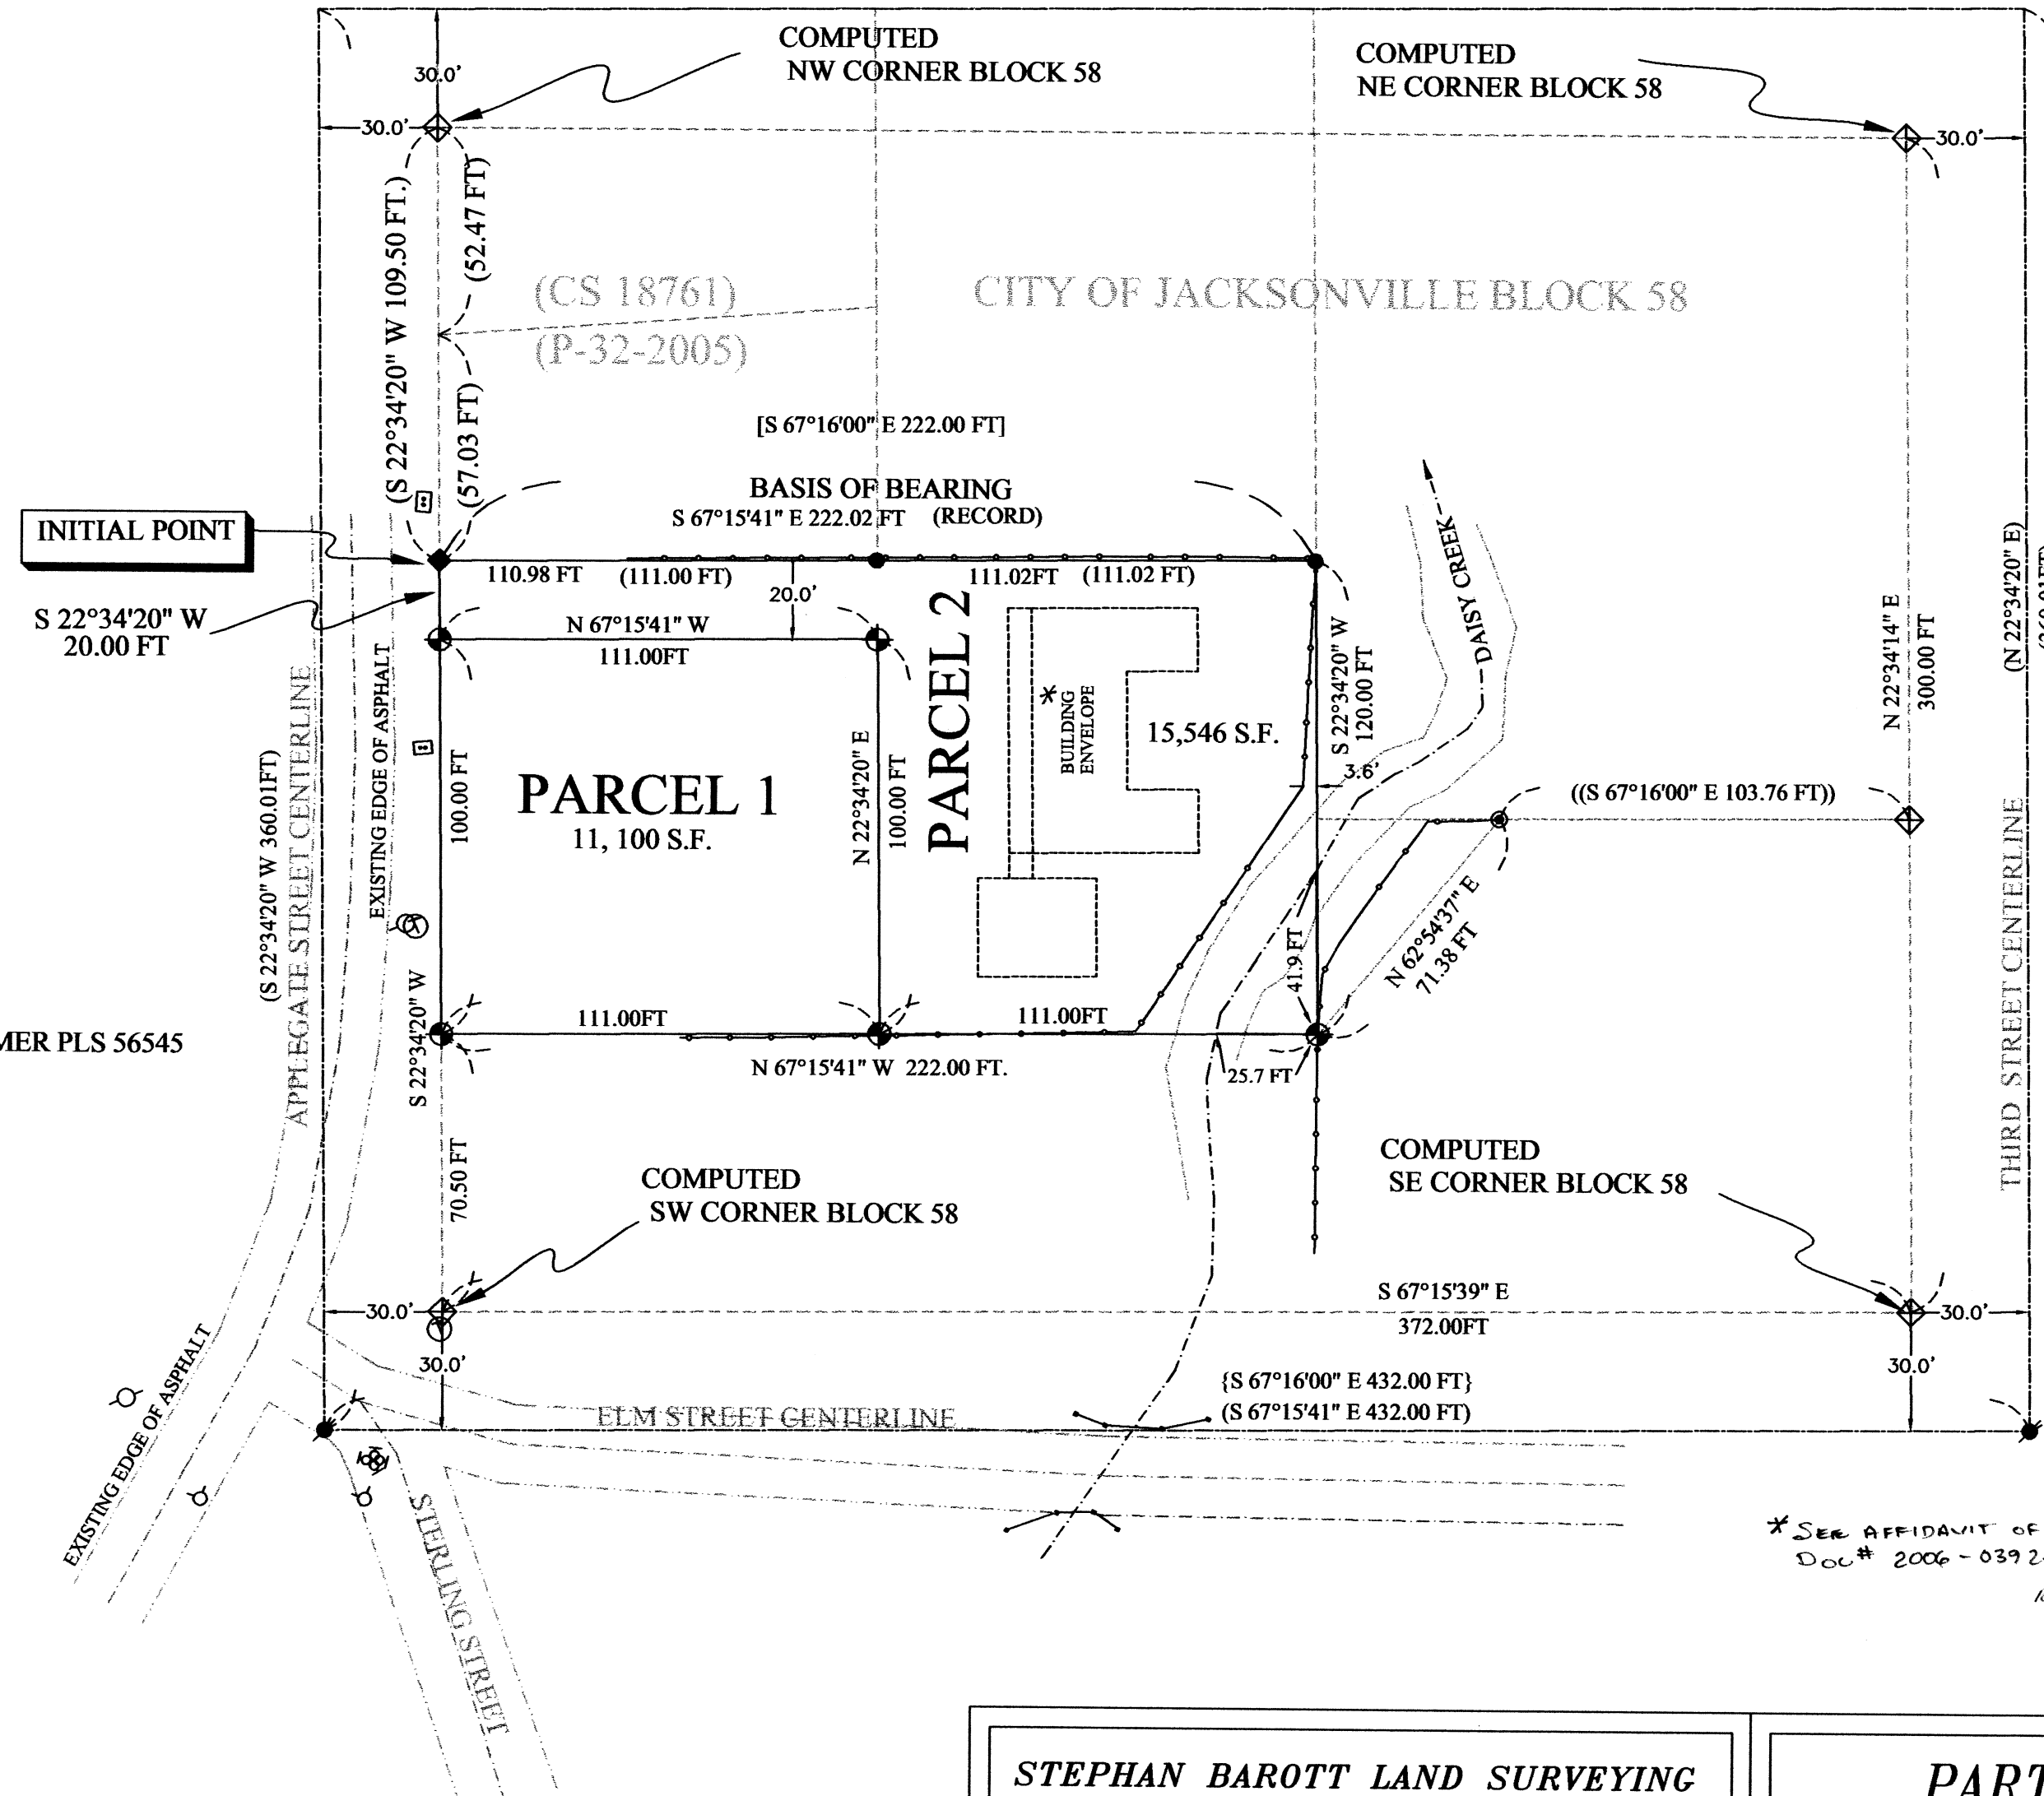 COMPUTED
NW CORNER BLOCK 58
COMPUTED
NE CORNER BLOCK 58
30.0'
30.0'
30.0'
(S 22°34'20" W 109.50 FT.)
(52.47 FT)
(57.03 FT)
(CS 18761)
(P-32-2005)
CITY OF JACKSONVILLE BLOCK 58
[S 67°16'00" E 222.00 FT]
BASIS OF BEARING
S 67°15'41" E 222.02 FT (RECORD)
INITIAL POINT
110.98 FT (111.00 FT)
111.02FT (111.02 FT)
20.0'
S 22°34'20" W
20.00 FT
N 67°15'41" W
111.00FT
PARCEL 2
*
BUILDING
ENVELOPE
15,546 S.F.
S 22°34'20" W
120.00 FT
DAISY CREEK
N 22°34'14" E
300.00 FT
(N 22°34'20" E)
3.6'
((S 67°16'00" E 103.76 FT))
PARCEL 1
11, 100 S.F.
100.00 FT
N 22°34'20" E
100.00 FT
EXISTING EDGE OF ASPHALT
APPLEGATE STREET CENTERLINE
(S 22°34'20" W 360.01FT)
THIRD STREET CENTERLINE
41.9 FT
N 62°54'37" E
71.38 FT
MER PLS 56545
S 22°34'20" W
111.00FT
111.00FT
N 67°15'41" W 222.00 FT.
25.7 FT
70.50 FT
COMPUTED
SW CORNER BLOCK 58
COMPUTED
SE CORNER BLOCK 58
30.0'
S 67°15'39" E
372.00FT
30.0'
30.0'
30.0'
{S 67°16'00" E 432.00 FT}
(S 67°15'41" E 432.00 FT)
ELM STREET CENTERLINE
EXISTING EDGE OF ASPHALT
STERLING STREET
* SEE AFFIDAVIT OF
DOC# 2006-0392
STEPHAN BAROTT LAND SURVEYING
PART